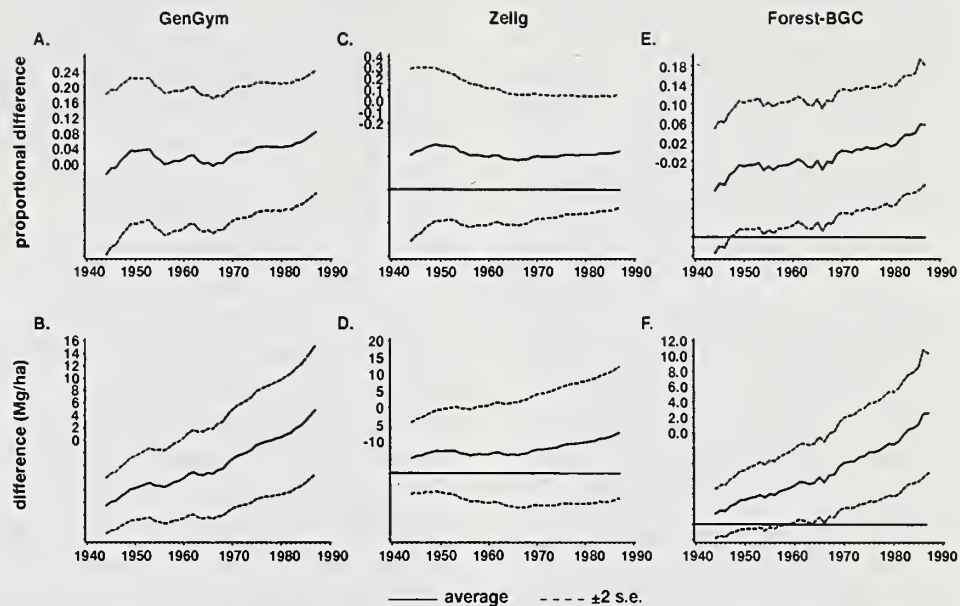 GenGym
Zelig
Forest-BGC
A.
C.
E.
proportional difference
0.24
0.20
0.16
0.12
0.08
0.04
0.00
0.4
0.3
0.2
0.1
0.0
-0.1
-0.2
0.18
0.14
0.10
0.06
0.02
-0.02
1940 1950 1960 1970 1980 1990
1940 1950 1960 1970 1980 1990
1940 1950 1960 1970 1980 1990
B.
D.
F.
difference (Mg/ha)
16
14
12
10
8
6
4
2
0
20
15
10
5
0
5
-10
12.0
10.0
8.0
6.0
4.0
2.0
0.0
1940 1950 1960 1970 1980 1990
1940 1950 1960 1970 1980 1990
1940 1950 1960 1970 1980 1990
average
±2 s.e.